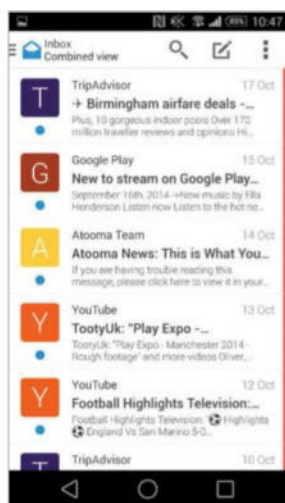 89% 10:47
Inbox
Combined view
T
TripAdvisor 17 Oct
✈ Birmingham airfare deals -...
Plus, 10 gorgeous indoor pools Over 170
million traveller reviews and opinions Hi...
G
Google Play 15 Oct
New to stream on Google Play...
September 16th, 2014 ->New music by Ella
Henderson Listen now Listen to the hot ne...
A
Atooma Team 14 Oct
Atooma News: This is What You...
If you are having trouble reading this
message, please click here to view it in your...
Y
YouTube 13 Oct
TootyUk: "Play Expo -...
TootyUk: "Play Expo - Manchester 2014 -
Rough footage" and more videos Oliver,...
Y
YouTube 12 Oct
Football Highlights Television:...
Football Highlights Television: "⚽ Highlights
⚽ England Vs San Marino 5-0...
T
TripAdvisor 10 Oct